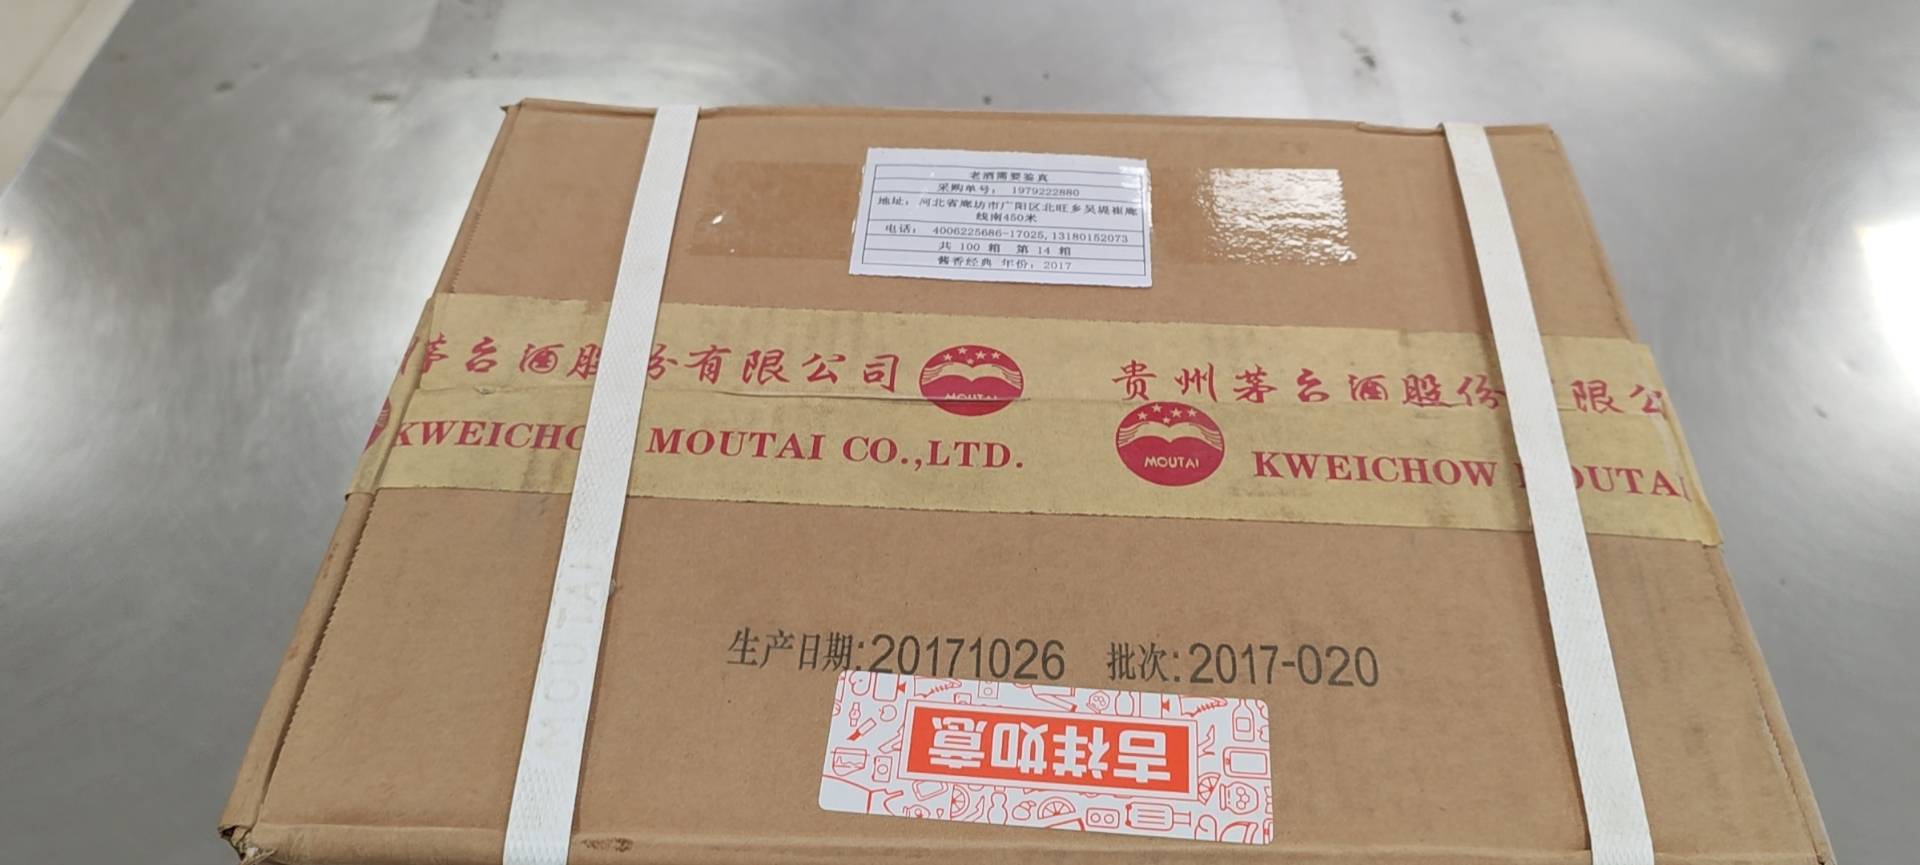 老酒需要鉴真
采购单号： 1979222880
地址：河北省廊坊市广阳区北旺乡吴堤崔廊
线南450米
电话： 4006225686-17025,13180152073
共 100 箱 第 14 箱
酱香经典 年份：2017
茅台酒股份有限公司 MOUTAI 贵州茅台酒股份有限公
KWEICHOW MOUTAI CO.,LTD. MOUTAI KWEICHOW MOUTAI
MOUTAI
生产日期:20171026 批次:2017-020
吉祥如意